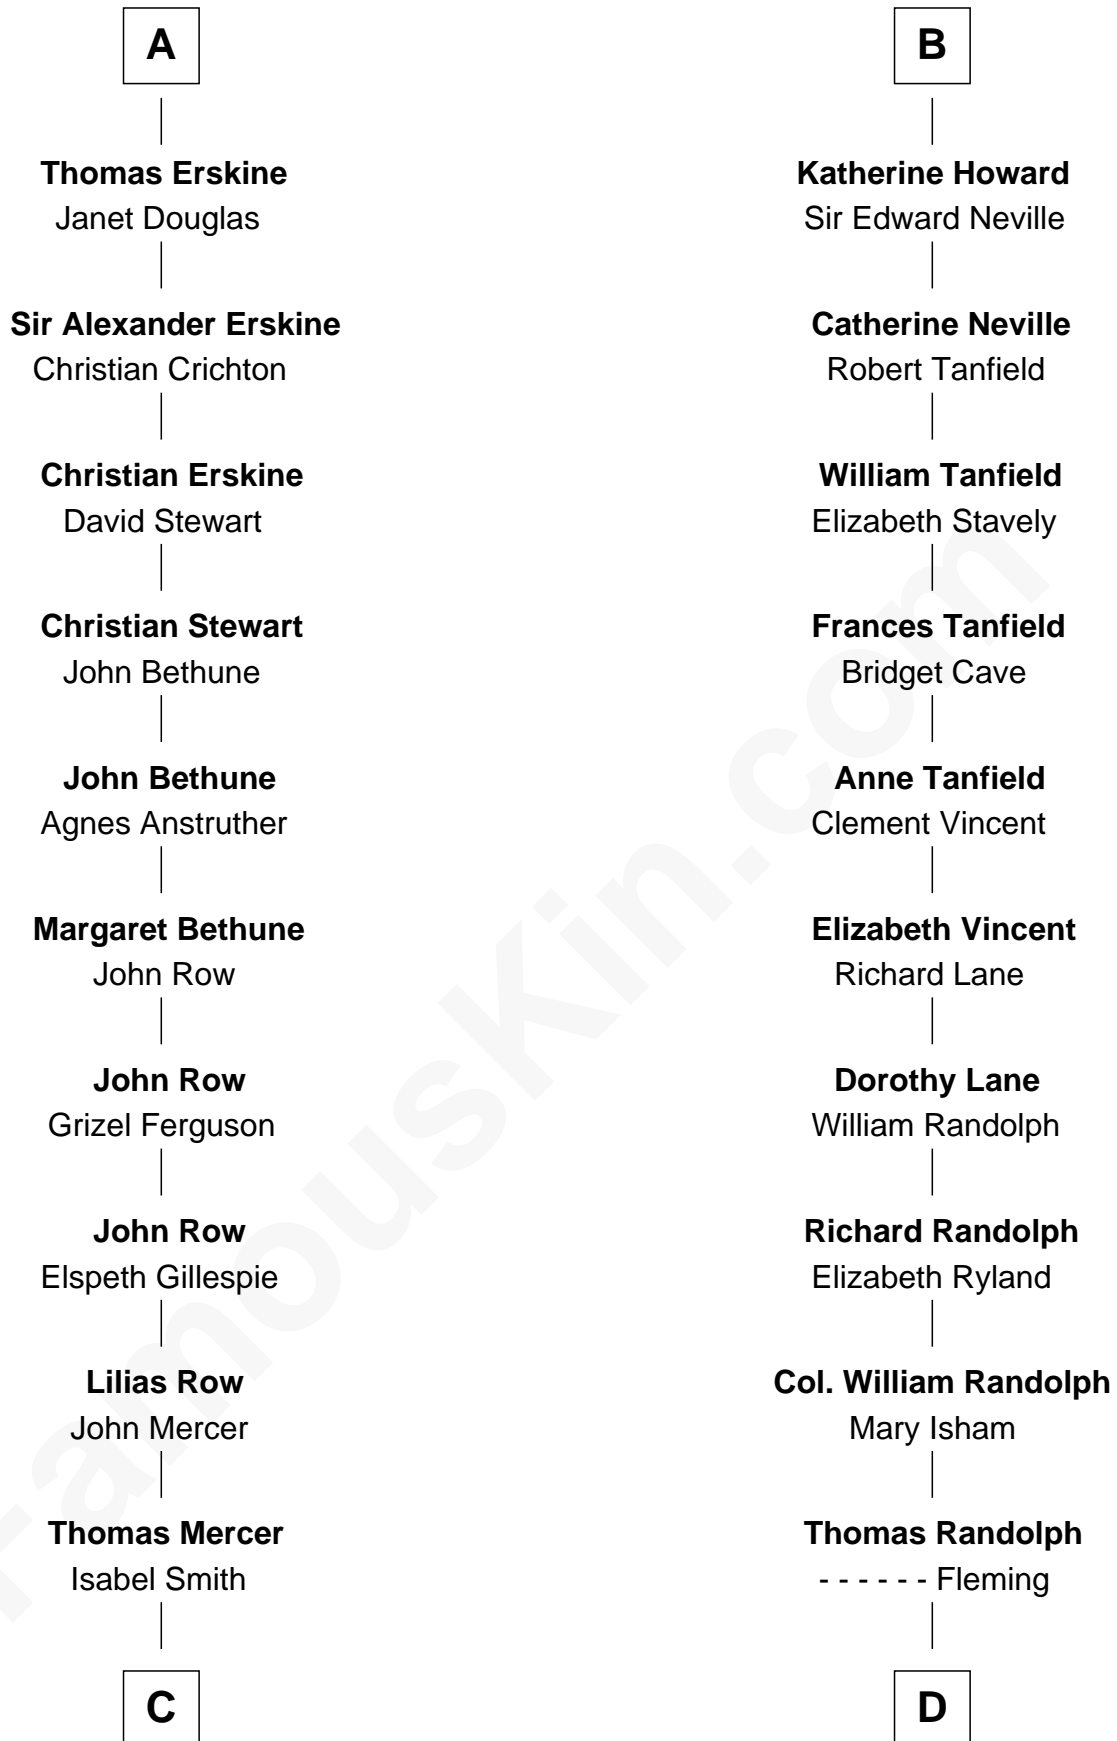 A
Thomas Erskine
Janet Douglas
Sir Alexander Erskine
Christian Crichton
Christian Erskine
David Stewart
Christian Stewart
John Bethune
John Bethune
Agnes Anstruther
Margaret Bethune
John Row
John Row
Grizel Ferguson
John Row
Elspeth Gillespie
Lilias Row
John Mercer
Thomas Mercer
Isabel Smith
C
B
Katherine Howard
Sir Edward Neville
Catherine Neville
Robert Tanfield
William Tanfield
Elizabeth Stavely
Frances Tanfield
Bridget Cave
Anne Tanfield
Clement Vincent
Elizabeth Vincent
Richard Lane
Dorothy Lane
William Randolph
Richard Randolph
Elizabeth Ryland
Col. William Randolph
Mary Isham
Thomas Randolph
- - - - - - Fleming
D
FamousKin.com